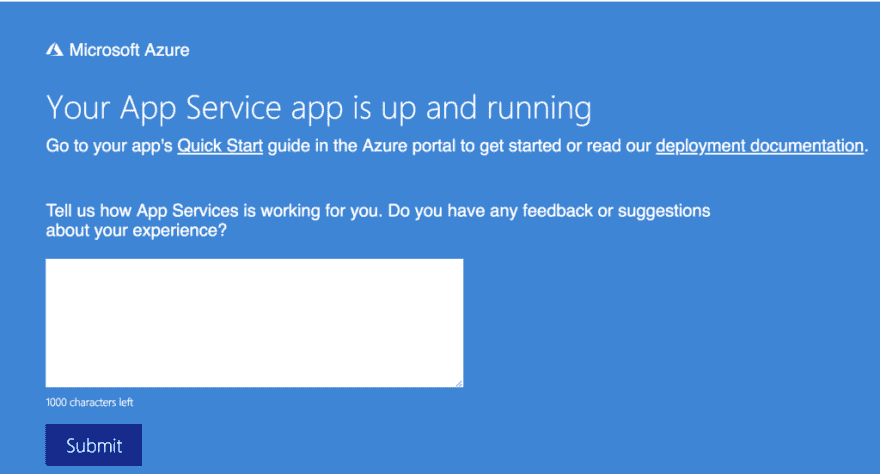 Microsoft Azure
Your App Service app is up and running
Go to your app's Quick Start guide in the Azure portal to get started or read our deployment documentation.
Tell us how App Services is working for you. Do you have any feedback or suggestions
about your experience?
1000 characters left
Submit